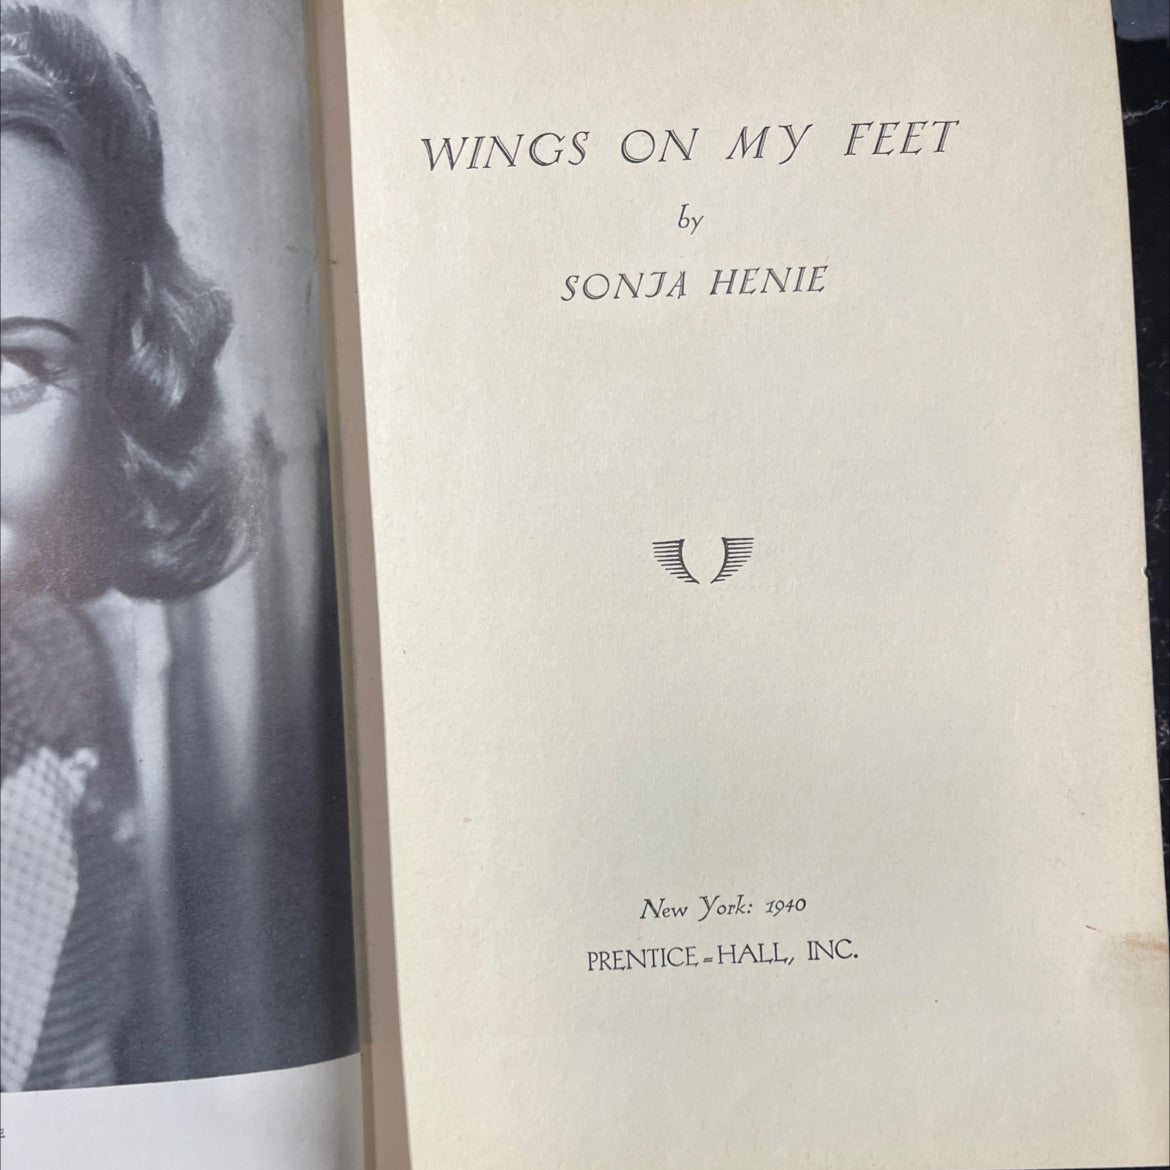 WINGS ON MY FEET
by
SONJA HENIE
New York: 1940
PRENTICE-HALL, INC.